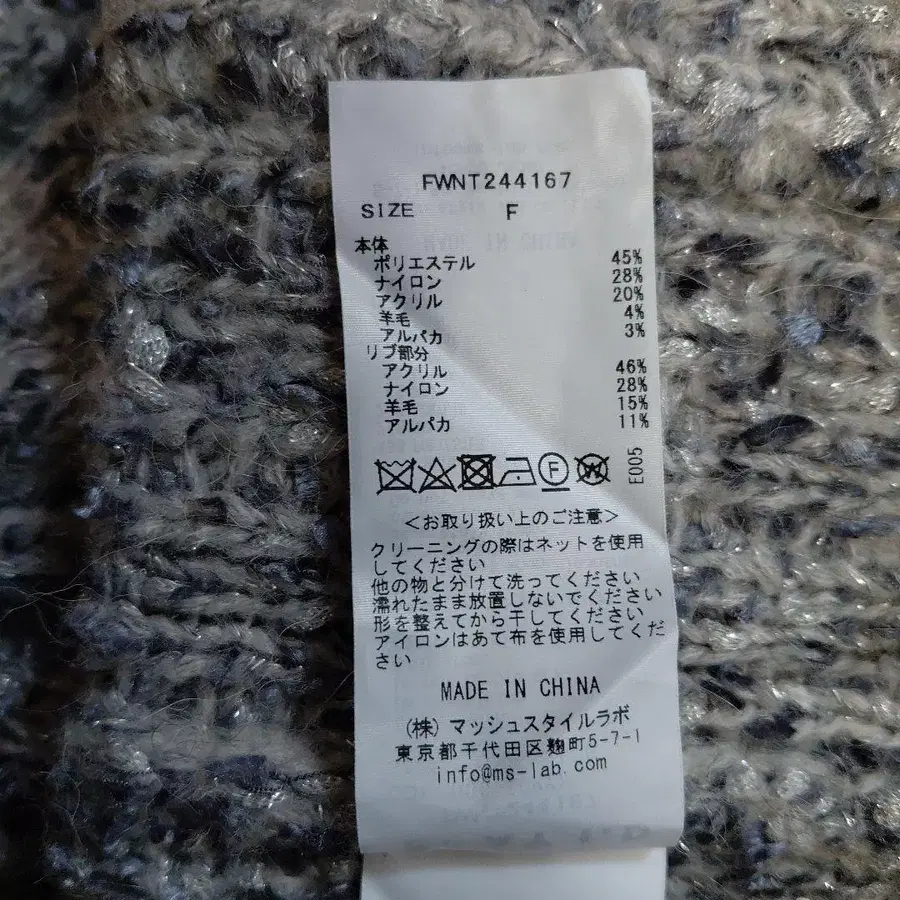 FWNT244167
SIZE F
本体
ポリエステル 45%
ナイロン 28%
アクリル 20%
羊毛 4%
アルパカ 3%
リブ部分
アクリル 46%
ナイロン 28%
羊毛 15%
アルパカ 11%
F W
E005
<お取り扱い上のご注意>
クリーニングの際はネットを使用
してください
他の物と分けて洗ってください
濡れたまま放置しないでください
形を整えてから干してください
アイロンはあて布を使用してくだ
さい
MADE IN CHINA
(株) マッシュスタイルラボ
東京都千代田区麹町5-7-1
info@ms-lab.com